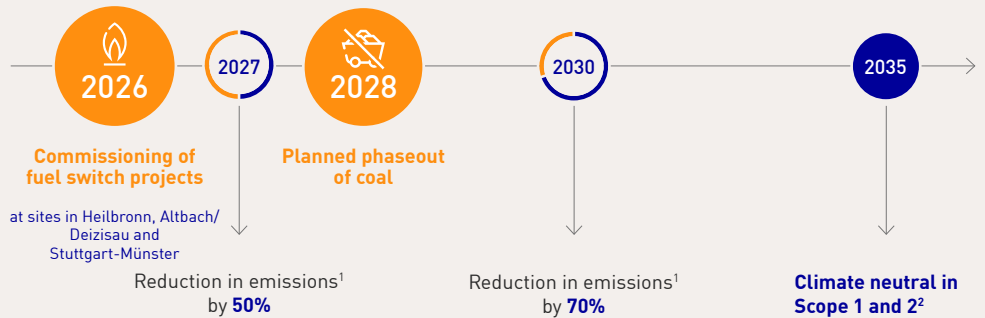 2026
2027
2028
2030
2035
Commissioning of
fuel switch projects
at sites in Heilbronn, Altbach/
Deizisau and
Stuttgart-Münster
Planned phaseout
of coal
Reduction in emissions¹
by 50%
Reduction in emissions¹
by 70%
Climate neutral in
Scope 1 and 2²